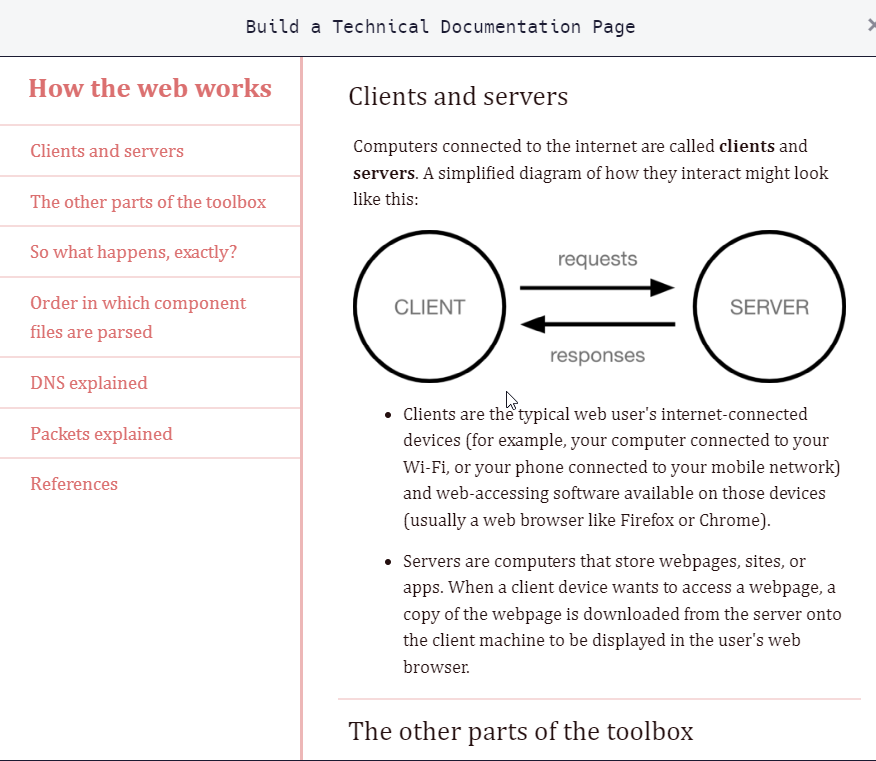 Build a Technical Documentation Page
How the web works
Clients and servers
The other parts of the toolbox
So what happens, exactly?
Order in which component
files are parsed
DNS explained
Packets explained
References
Clients and servers
Computers connected to the internet are called clients and
servers. A simplified diagram of how they interact might look
like this:
CLIENT
requests
responses
SERVER
• Clients are the typical web user's internet-connected
devices (for example, your computer connected to your
Wi-Fi, or your phone connected to your mobile network)
and web-accessing software available on those devices
(usually a web browser like Firefox or Chrome).
• Servers are computers that store webpages, sites, or
apps. When a client device wants to access a webpage, a
copy of the webpage is downloaded from the server onto
the client machine to be displayed in the user's web
browser.
The other parts of the toolbox